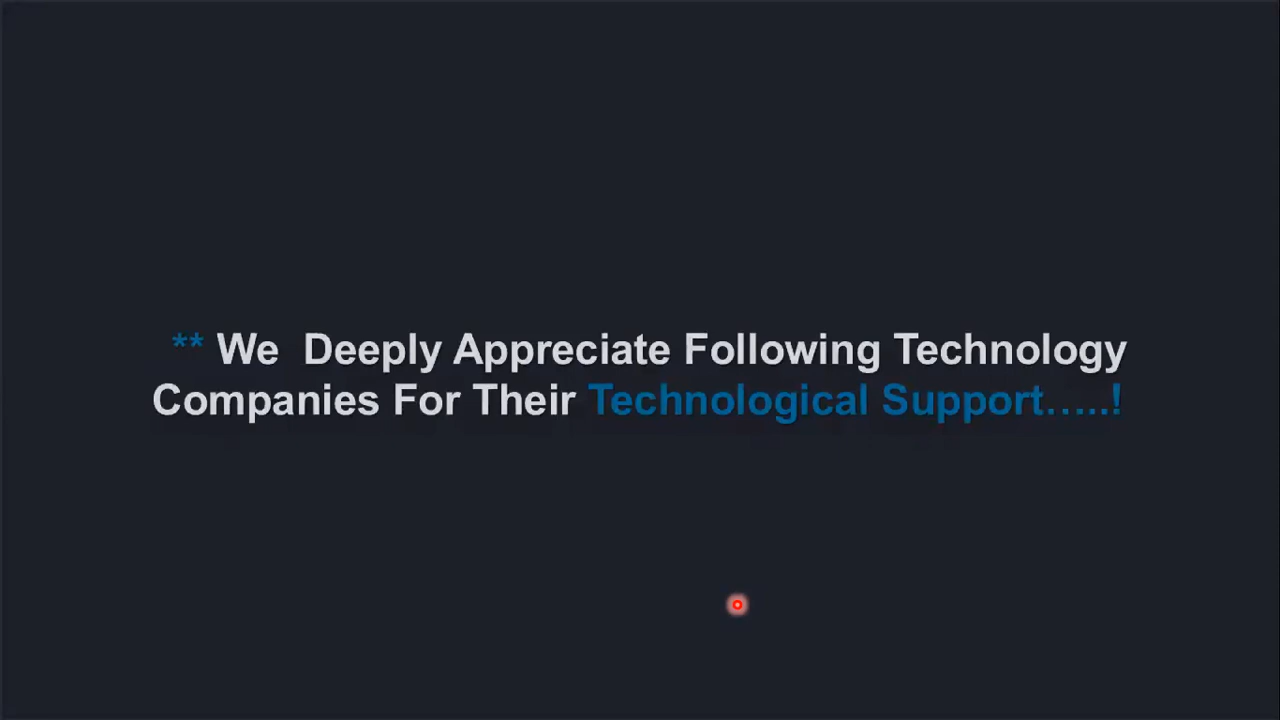 ** We  Deeply Appreciate Following Technology
Companies For Their Technological Support…..!